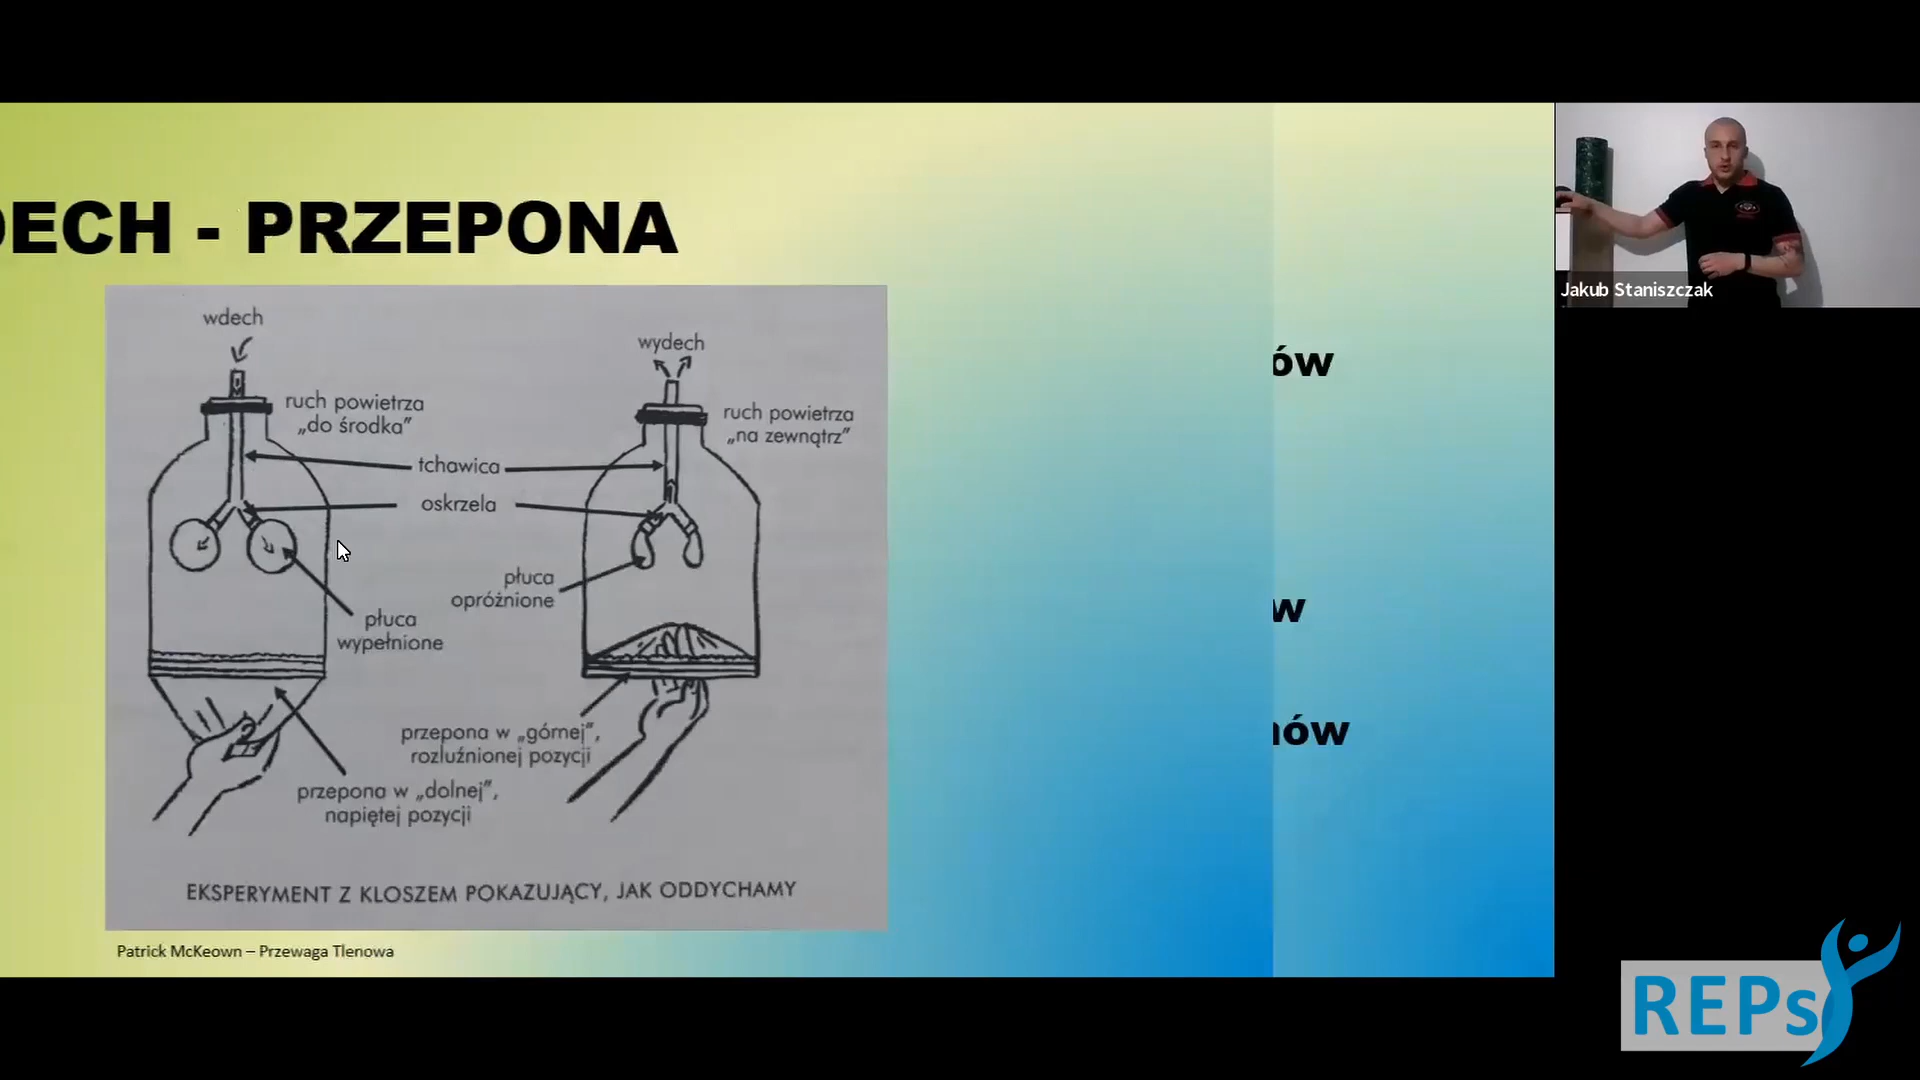 DECH - PRZEPONA
wdech
wydech
ruch powietrza
„do środka”
ruch powietrza
„na zewnątrz”
tchawica
oskrzela
płuca
opróżnione
płuca
wypełnione
przepona w „górnej”,
rozluźnionej pozycji
przepona w „dolnej”,
napiętej pozycji
EKSPERYMENT Z KLOSZEM POKAZUJĄCY, JAK ODDYCHAMY
Patrick McKeown – Przewaga Tlenowa
ów
w
ów
Jakub Staniszczak
REPs